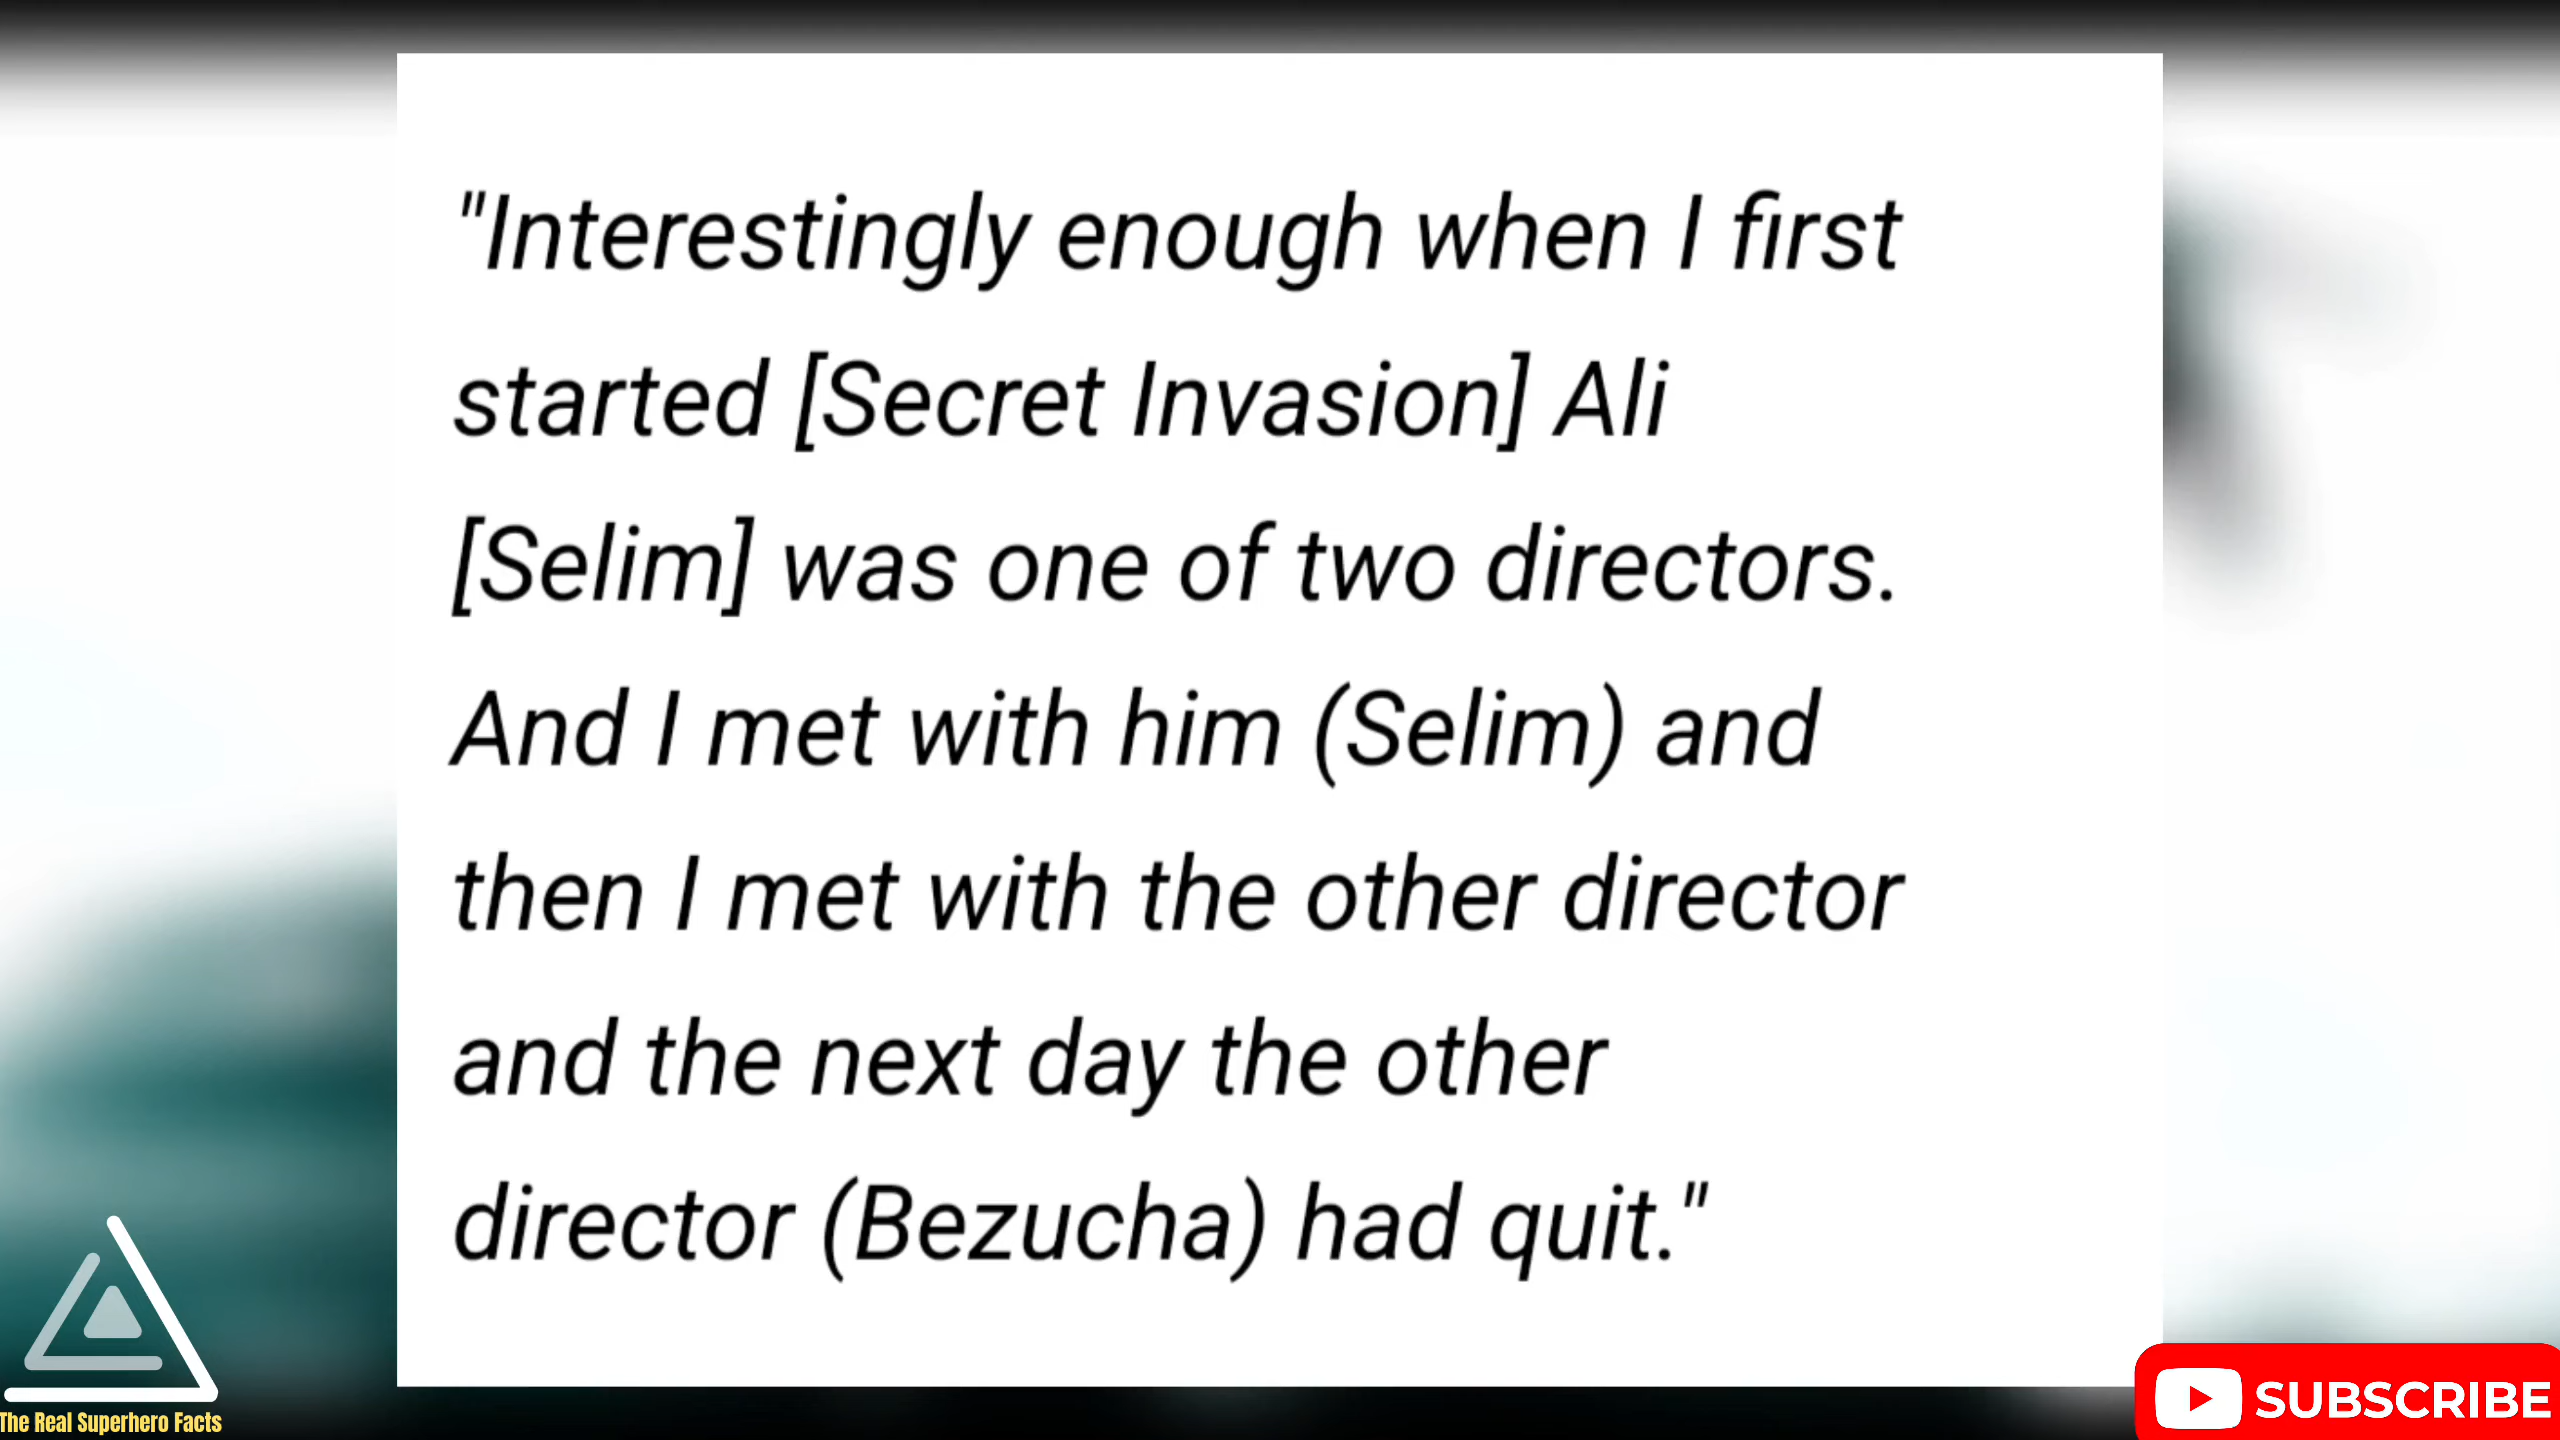 "Interestingly enough when I first
started [Secret Invasion] Ali
[Selim] was one of two directors.
And I met with him (Selim) and
then I met with the other director
and the next day the other
director (Bezucha) had quit."
The Real Superhero Facts
SUBSCRIBE